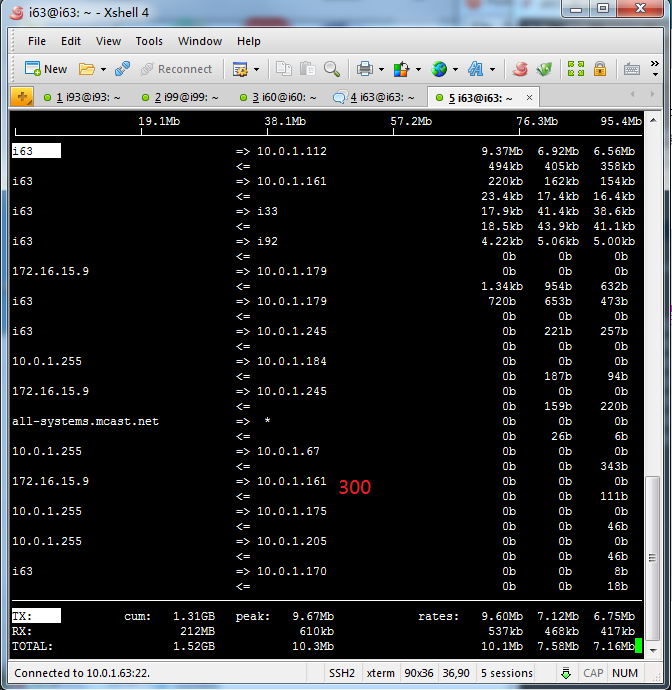 i63@i63: ~ - Xshell 4
File Edit View Tools Window Help
New Reconnect
1 i93@i93: ~ 2 i99@i99: ~ 3 i60@i60: ~ 4 i63@i63: ~ 5 i63@i63: ~
19.1Mb 38.1Mb 57.2Mb 76.3Mb 95.4Mb
i63 => 10.0.1.112 9.37Mb 6.92Mb 6.56Mb
<= 494kb 405kb 358kb
i63 => 10.0.1.161 220kb 162kb 154kb
<= 23.4kb 17.4kb 16.4kb
i63 => i33 17.9kb 41.4kb 38.6kb
<= 18.5kb 43.9kb 41.1kb
i63 => i92 4.22kb 5.06kb 5.00kb
<= 0b 0b 0b
172.16.15.9 => 10.0.1.179 0b 0b 0b
<= 1.34kb 954b 632b
i63 => 10.0.1.179 720b 653b 473b
<= 0b 0b 0b
i63 => 10.0.1.245 0b 221b 257b
<= 0b 0b 0b
10.0.1.255 => 10.0.1.184 0b 0b 0b
<= 0b 187b 94b
172.16.15.9 => 10.0.1.245 0b 0b 0b
<= 0b 159b 220b
all-systems.mcast.net => * 0b 0b 0b
<= 0b 26b 6b
10.0.1.255 => 10.0.1.67 0b 0b 0b
<= 0b 0b 343b
172.16.15.9 => 10.0.1.161 300 0b 0b 0b
<= 0b 0b 111b
10.0.1.255 => 10.0.1.175 0b 0b 0b
<= 0b 0b 46b
10.0.1.255 => 10.0.1.205 0b 0b 0b
<= 0b 0b 46b
i63 => 10.0.1.170 0b 0b 8b
<= 0b 0b 18b
TX: cum: 1.31GB peak: 9.67Mb rates: 9.60Mb 7.12Mb 6.75Mb
RX: 212MB 610kb 537kb 468kb 417kb
TOTAL: 1.52GB 10.3Mb 10.1Mb 7.58Mb 7.16Mb
Connected to 10.0.1.63:22. SSH2 xterm 90x36 36,90 5 sessions CAP NUM